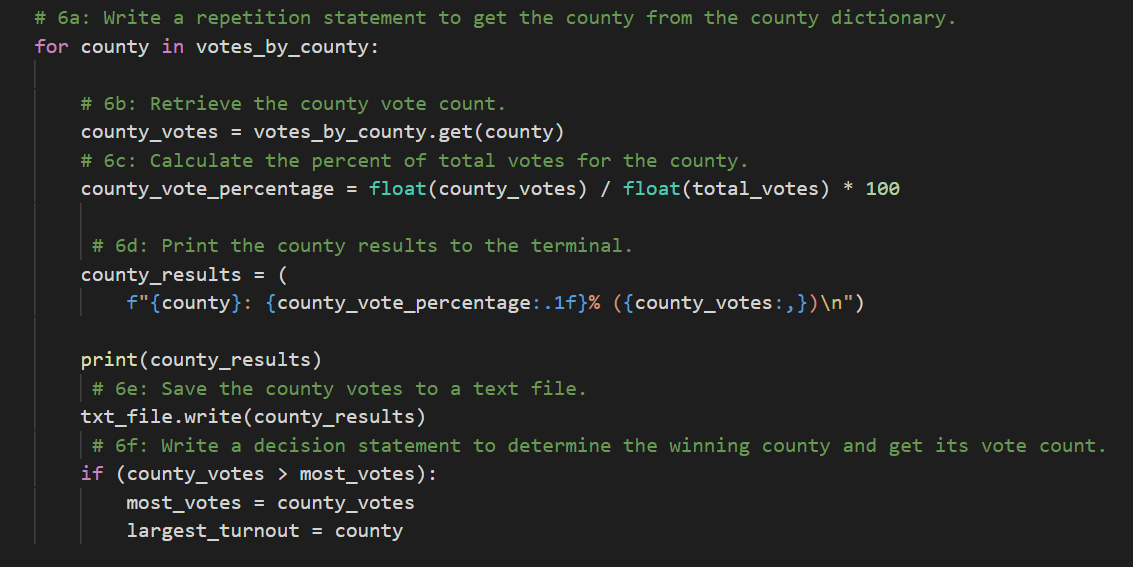 # 6a: Write a repetition statement to get the county from the county dictionary.
for county in votes_by_county:
# 6b: Retrieve the county vote count.
county_votes = votes_by_county.get(county)
# 6c: Calculate the percent of total votes for the county.
county_vote_percentage = float(county_votes) / float(total_votes) * 100
# 6d: Print the county results to the terminal.
county_results = (
f"{county}: {county_vote_percentage:.1f}% ({county_votes:,})\n")
print(county_results)
# 6e: Save the county votes to a text file.
txt_file.write(county_results)
# 6f: Write a decision statement to determine the winning county and get its vote count.
if (county_votes > most_votes):
most_votes = county_votes
largest_turnout = county